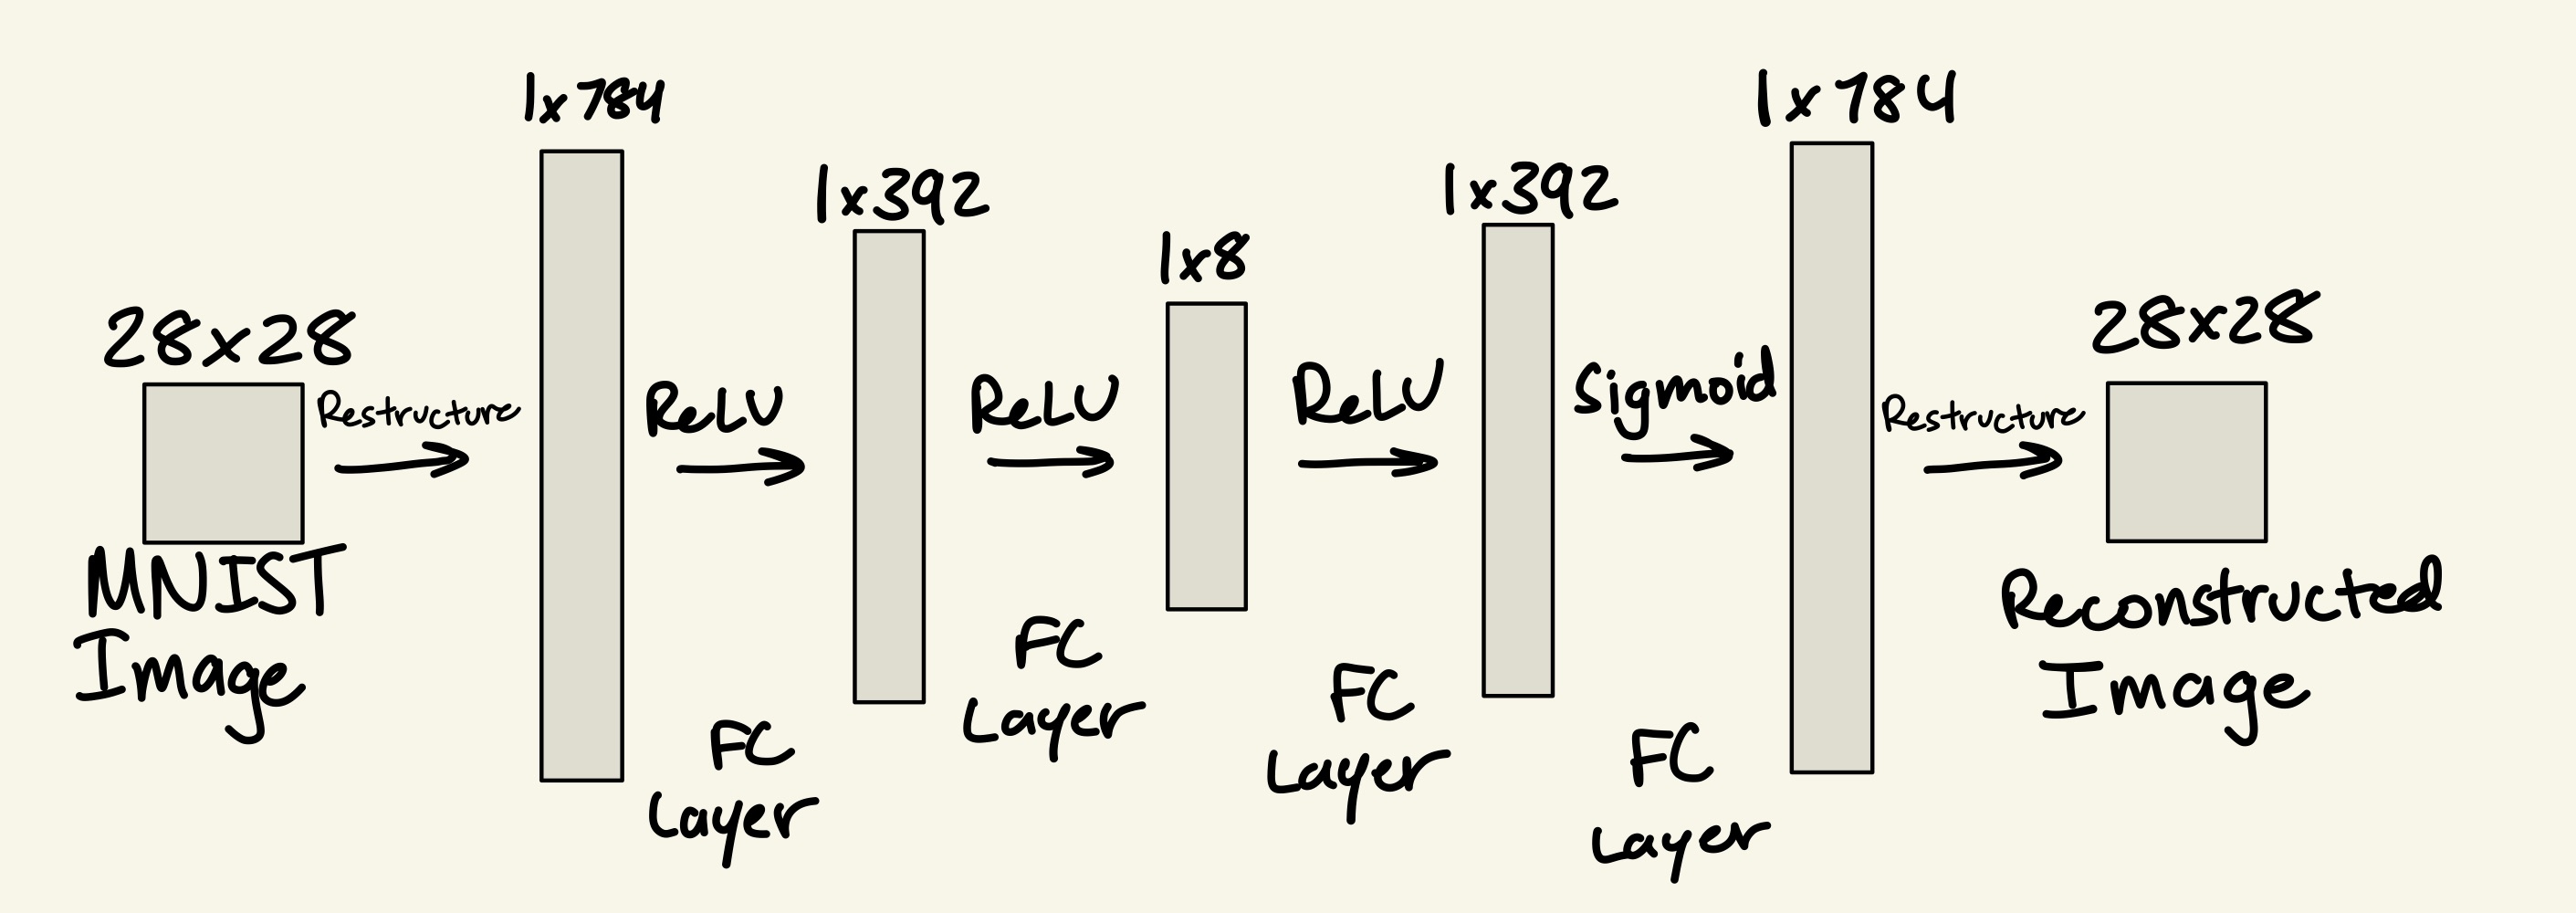 28x28
MNIST
Image
Restructure
1x784
ReLU
FC
Layer
1x392
ReLU
FC
Layer
1x8
ReLU
FC
Layer
1x392
Sigmoid
FC
Layer
1x784
Restructure
28x28
Reconstructed
Image